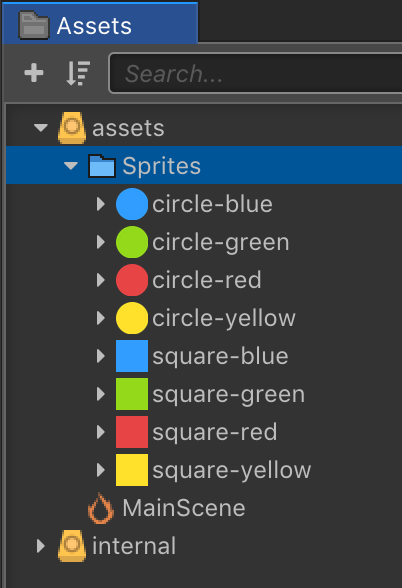 Assets
Search...
assets
Sprites
circle-blue
circle-green
circle-red
circle-yellow
square-blue
square-green
square-red
square-yellow
MainScene
internal